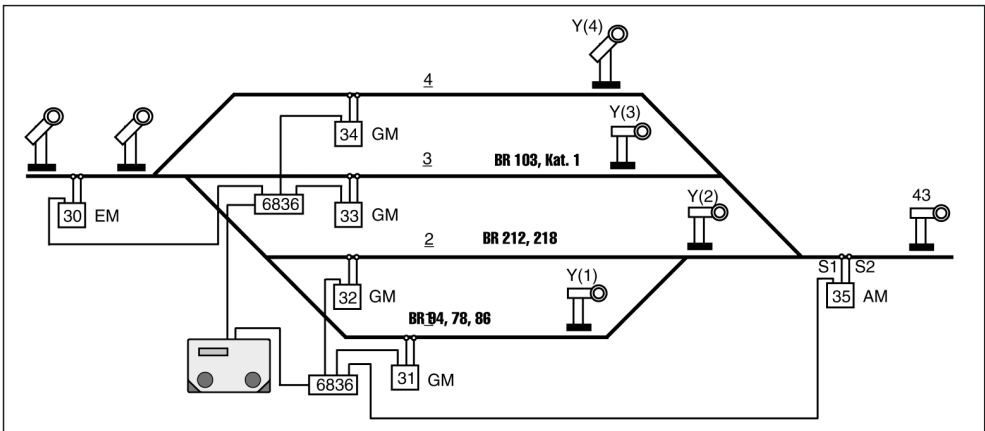 Y(4)
4
34 GM
Y(3)
3
BR 103, Kat. 1
30 EM
6836
33 GM
Y(2)
43
2
BR 212, 218
S1 S2
32 GM
Y(1)
35 AM
BR 94, 78, 86
6836
31 GM